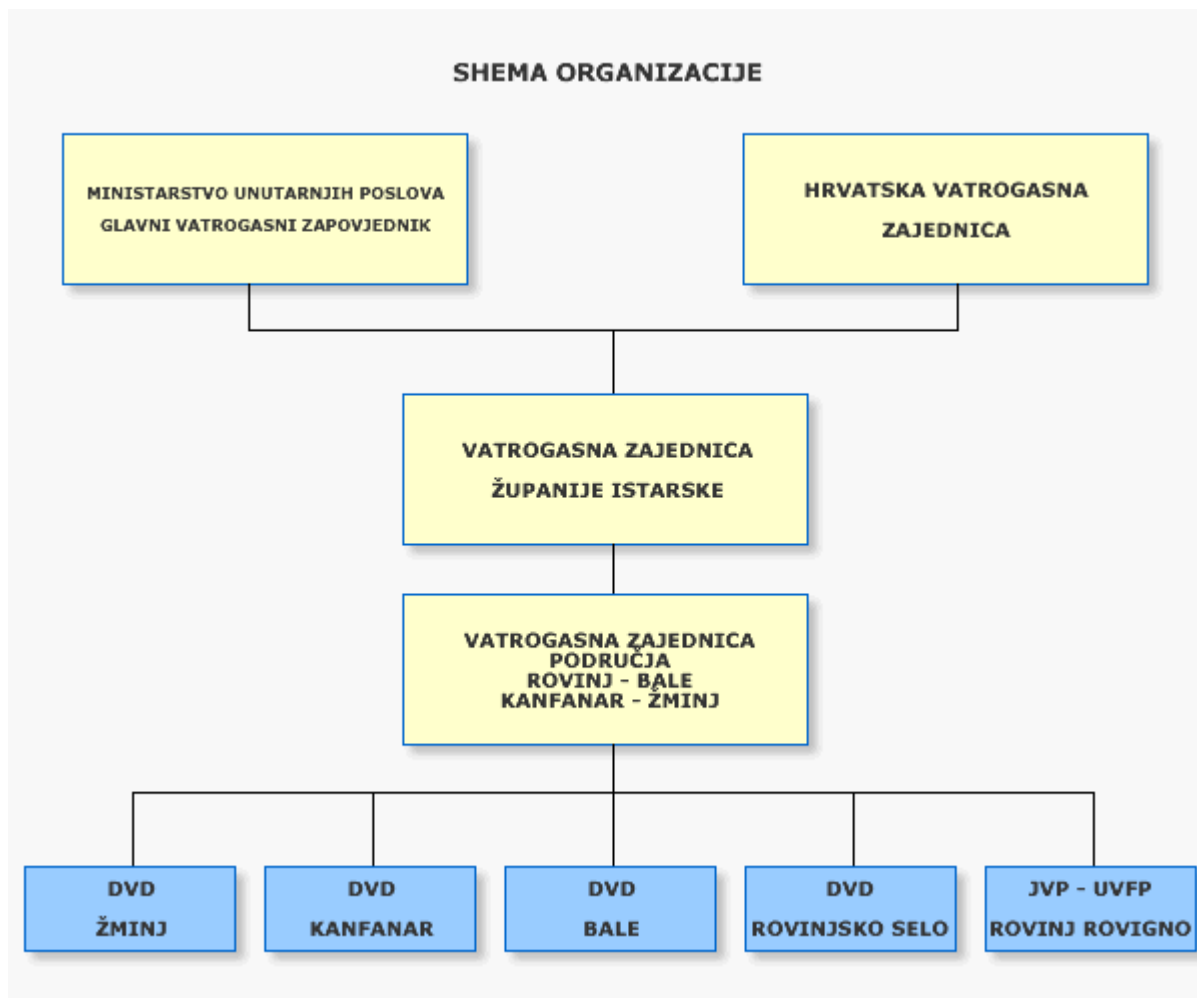 SHEMA ORGANIZACIJE
MINISTARSTVO UNUTARNJIH POSLOVA
GLAVNI VATROGASNI ZAPOVJEDNIK
HRVATSKA VATROGASNA
ZAJEDNICA
VATROGASNA ZAJEDNICA
ŽUPANIJE ISTARSKE
VATROGASNA ZAJEDNICA
PODRUČJA
ROVINJ - BALE
KANFANAR - ŽMINJ
DVD
ŽMINJ
DVD
KANFANAR
DVD
BALE
DVD
ROVINJSKO SELO
JVP - UVFP
ROVINJ ROVIGNO